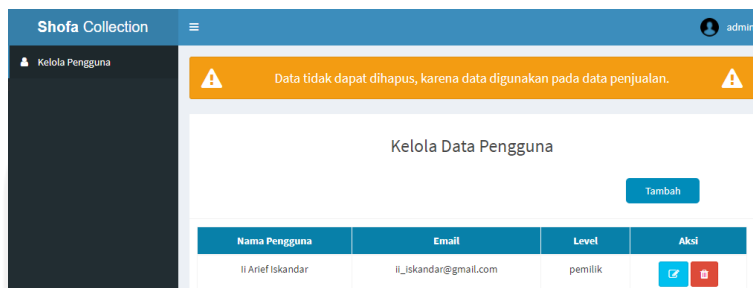 Shofa Collection
admin
Kelola Pengguna
Data tidak dapat dihapus, karena data digunakan pada data penjualan.
Kelola Data Pengguna
Tambah
Nama Pengguna Email Level Aksi
Ii Arief Iskandar ii_iskandar@gmail.com pemilik